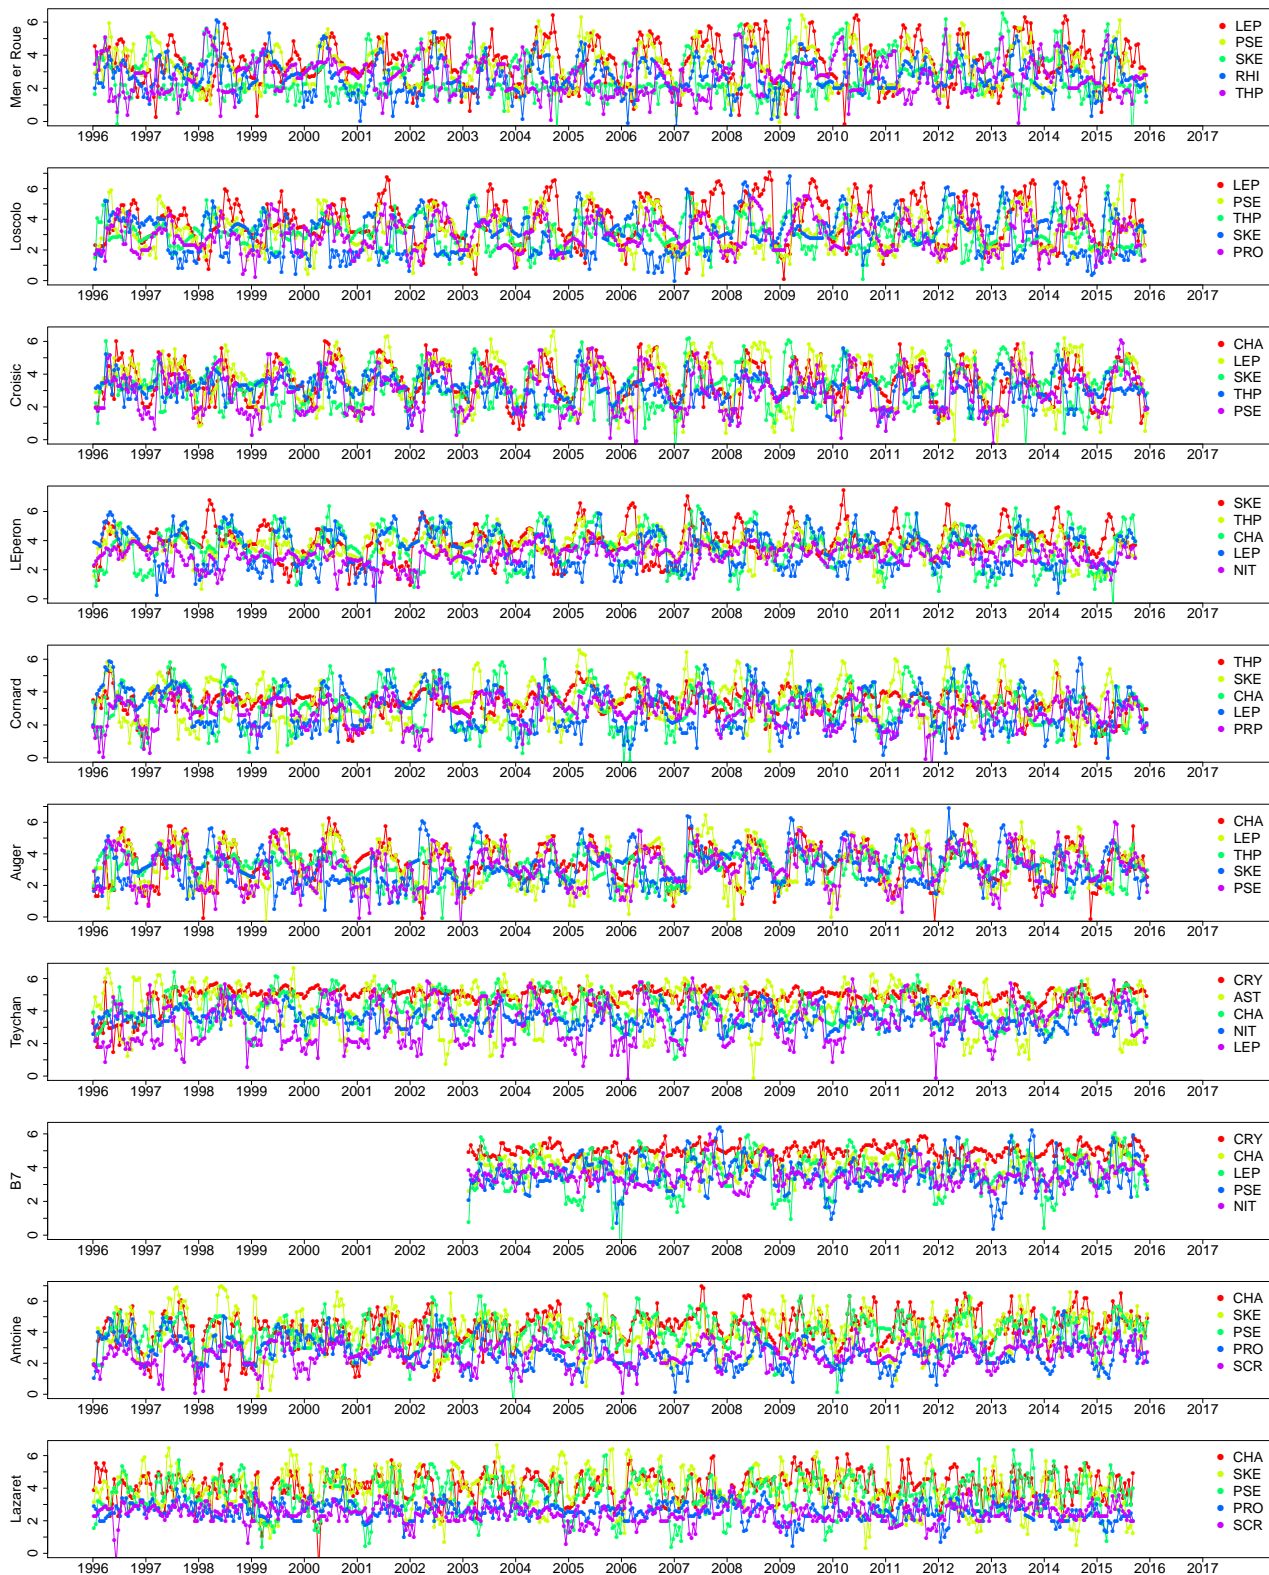 Men er Roue
0 2 4 6
LEP
PSE
SKE
RHI
THP
1996 1997 1998 1999 2000 2001 2002 2003 2004 2005 2006 2007 2008 2009 2010 2011 2012 2013 2014 2015 2016 2017
Loscolo
0 2 4 6
LEP
PSE
THP
SKE
PRO
1996 1997 1998 1999 2000 2001 2002 2003 2004 2005 2006 2007 2008 2009 2010 2011 2012 2013 2014 2015 2016 2017
Croisic
0 2 4 6
CHA
LEP
SKE
THP
PSE
1996 1997 1998 1999 2000 2001 2002 2003 2004 2005 2006 2007 2008 2009 2010 2011 2012 2013 2014 2015 2016 2017
LEperon
0 2 4 6
SKE
THP
CHA
LEP
NIT
1996 1997 1998 1999 2000 2001 2002 2003 2004 2005 2006 2007 2008 2009 2010 2011 2012 2013 2014 2015 2016 2017
Cornard
0 2 4 6
THP
SKE
CHA
LEP
PRP
1996 1997 1998 1999 2000 2001 2002 2003 2004 2005 2006 2007 2008 2009 2010 2011 2012 2013 2014 2015 2016 2017
Auger
0 2 4 6
CHA
LEP
THP
SKE
PSE
1996 1997 1998 1999 2000 2001 2002 2003 2004 2005 2006 2007 2008 2009 2010 2011 2012 2013 2014 2015 2016 2017
Teychan
0 2 4 6
CRY
AST
CHA
NIT
LEP
1996 1997 1998 1999 2000 2001 2002 2003 2004 2005 2006 2007 2008 2009 2010 2011 2012 2013 2014 2015 2016 2017
B7
0 2 4 6
CRY
CHA
LEP
PSE
NIT
1996 1997 1998 1999 2000 2001 2002 2003 2004 2005 2006 2007 2008 2009 2010 2011 2012 2013 2014 2015 2016 2017
Antoine
0 2 4 6
CHA
SKE
PSE
PRO
SCR
1996 1997 1998 1999 2000 2001 2002 2003 2004 2005 2006 2007 2008 2009 2010 2011 2012 2013 2014 2015 2016 2017
Lazaret
0 2 4 6
CHA
SKE
PSE
PRO
SCR
1996 1997 1998 1999 2000 2001 2002 2003 2004 2005 2006 2007 2008 2009 2010 2011 2012 2013 2014 2015 2016 2017